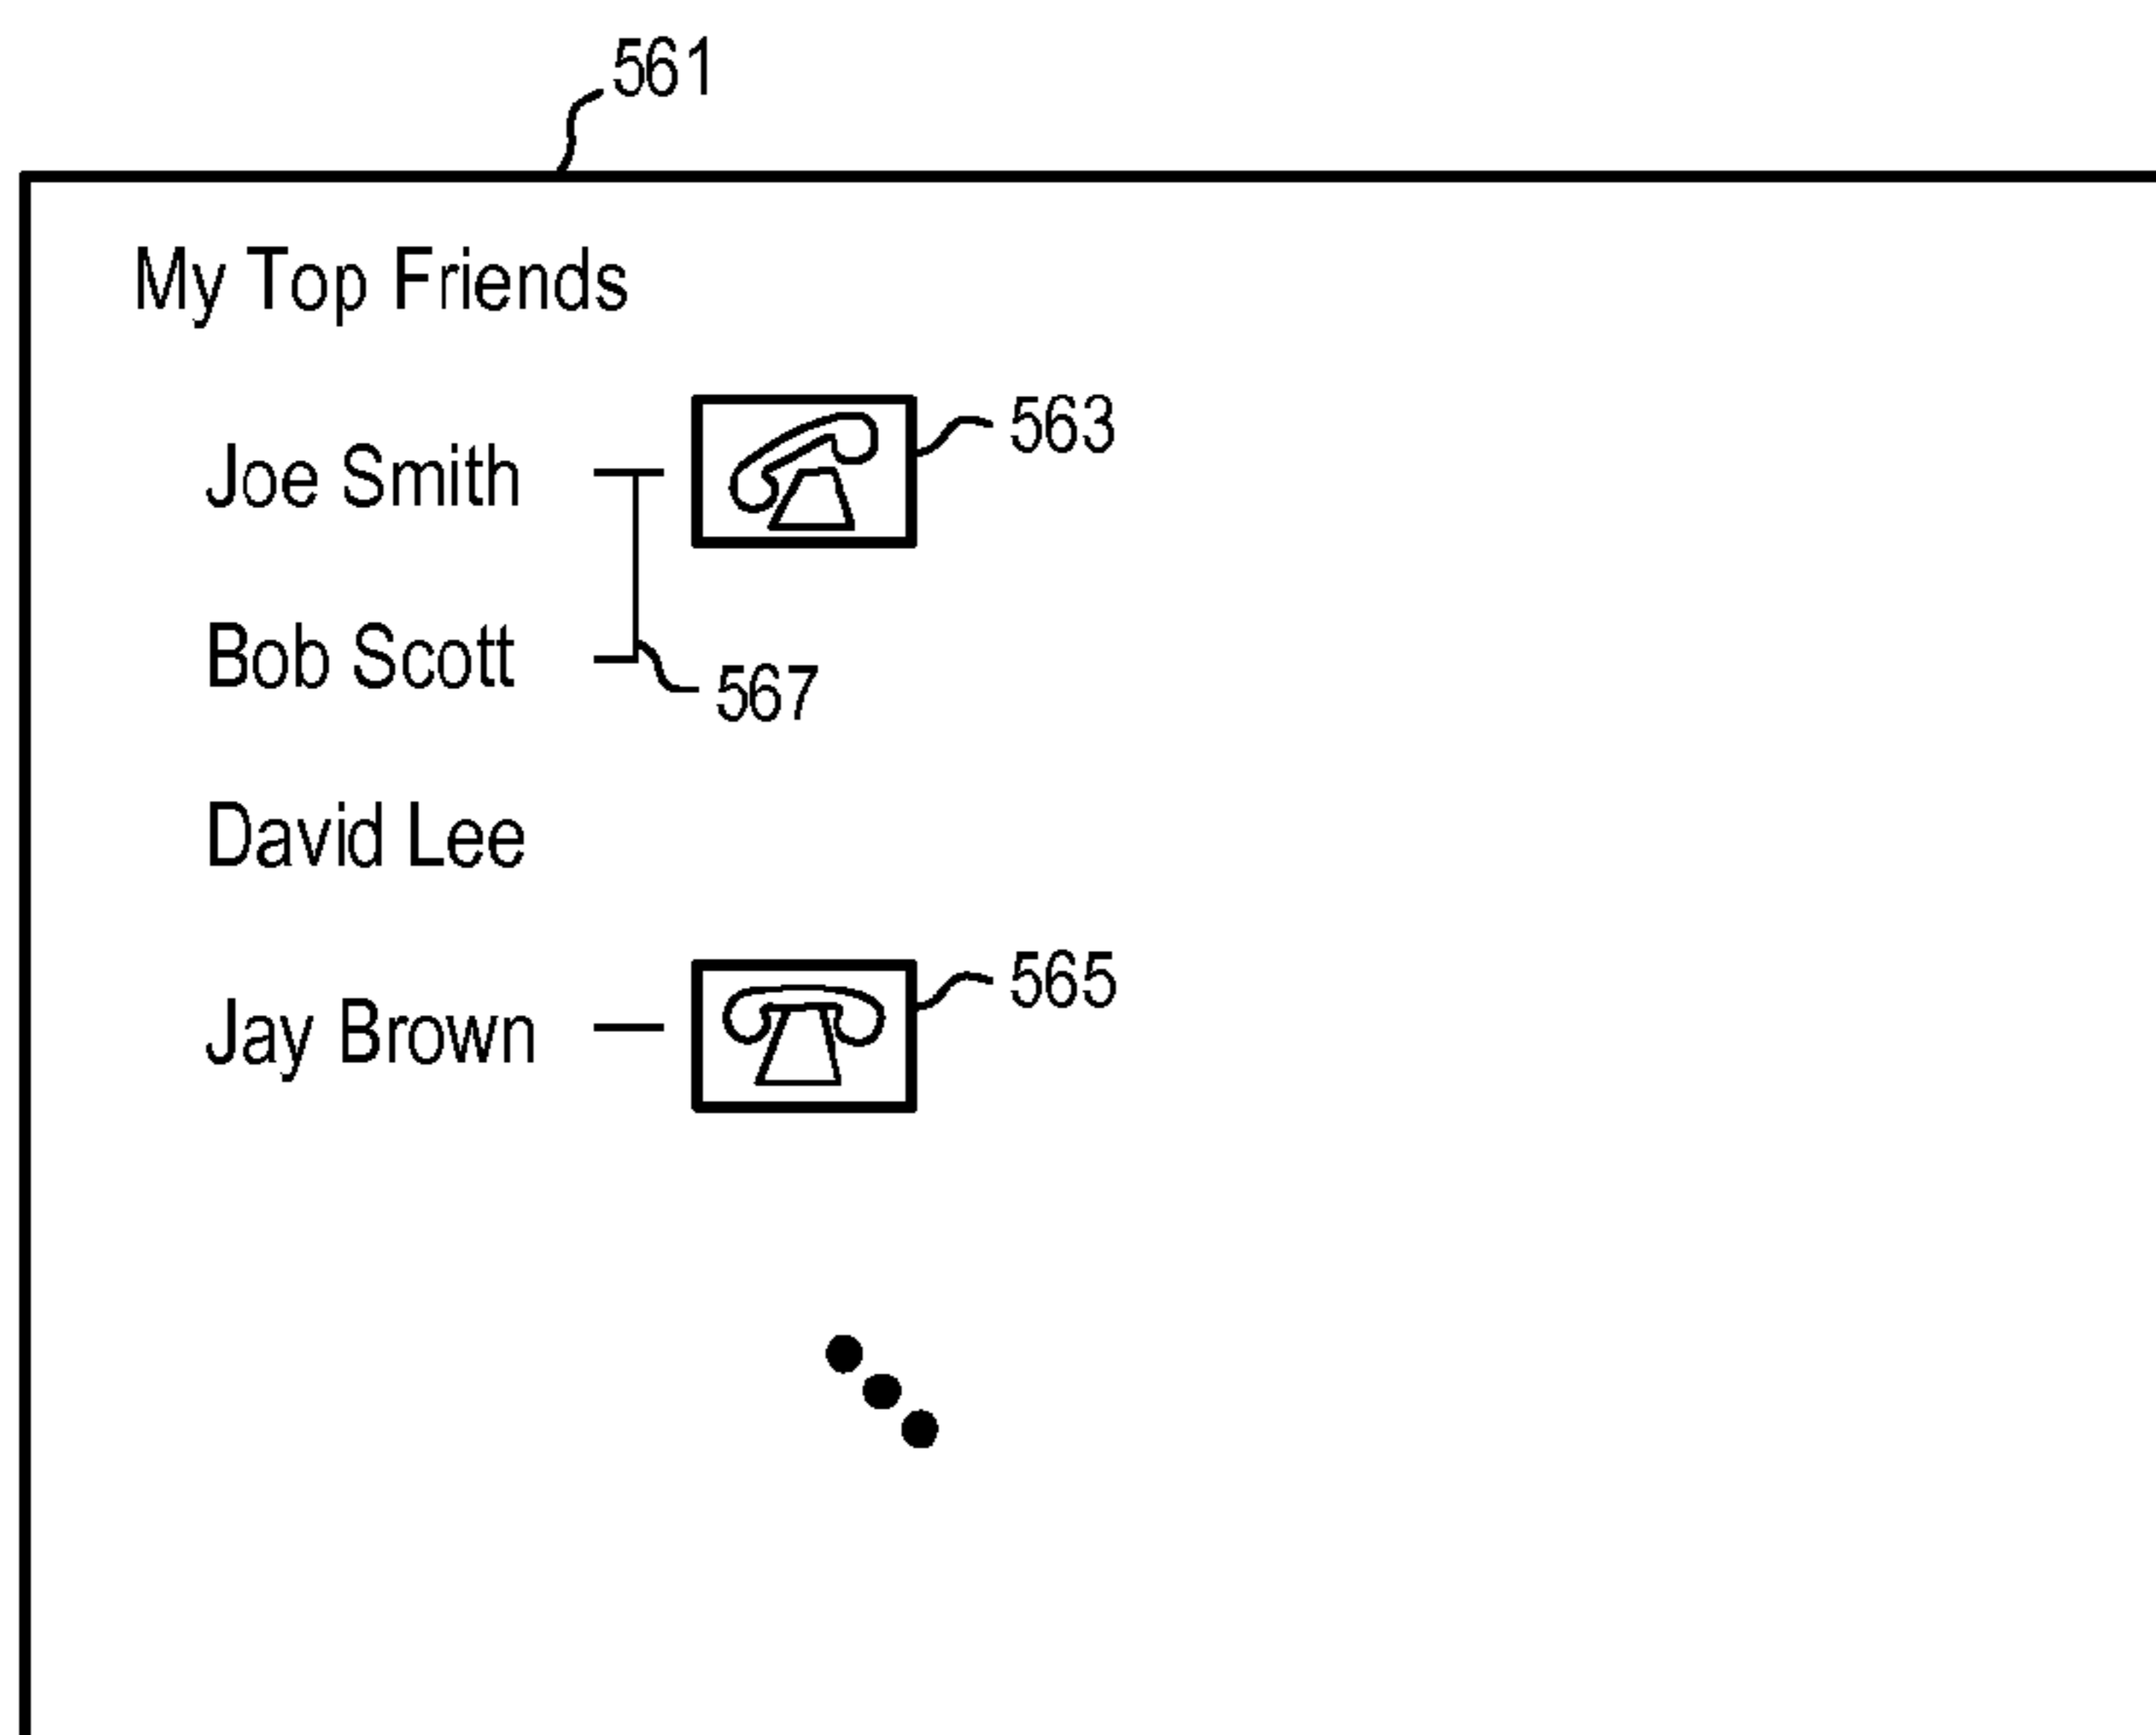 561
My Top Friends
563
Joe Smith
Bob Scott
567
David Lee
565
Jay Brown